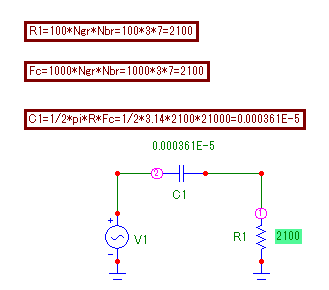 R1=100*Ngr*Nbr=100*3*7=2100
Fc=1000*Ngr*Nbr=1000*3*7=2100
C1=1/2*pi*R*Fc=1/2*3.14*2100*21000=0.000361E-5
0.000361E-5
2
C1
1
+
V1
-
R1
2100